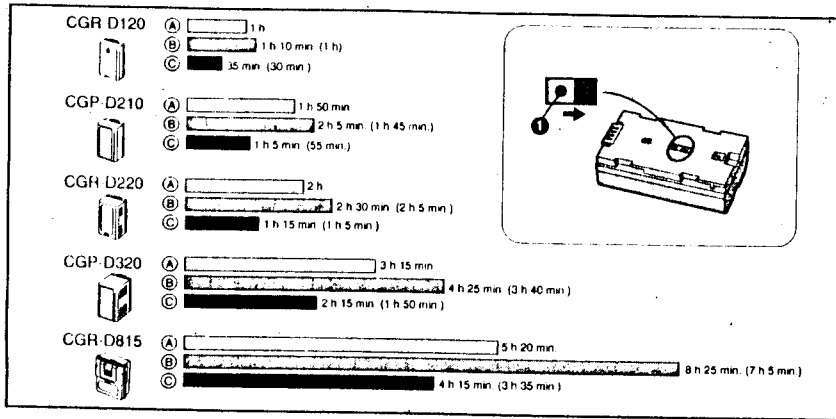 CGR-D120
Ⓐ 1 h
Ⓑ 1 h 10 min (1 h)
Ⓒ 35 min (30 min)
CGP-D210
Ⓐ 1 h 50 min
Ⓑ 2 h 5 min. (1 h 45 min.)
Ⓒ 1 h 5 min (55 min.)
CGR-D220
Ⓐ 2 h
Ⓑ 2 h 30 min (2 h 5 min)
Ⓒ 1 h 15 min (1 h 5 min)
CGP-D320
Ⓐ 3 h 15 min
Ⓑ 4 h 25 min (3 h 40 min)
Ⓒ 2 h 15 min (1 h 50 min)
CGR-D815
Ⓐ 5 h 20 min
Ⓑ 8 h 25 min. (7 h 5 min.)
Ⓒ 4 h 15 min. (3 h 35 min.)
❶